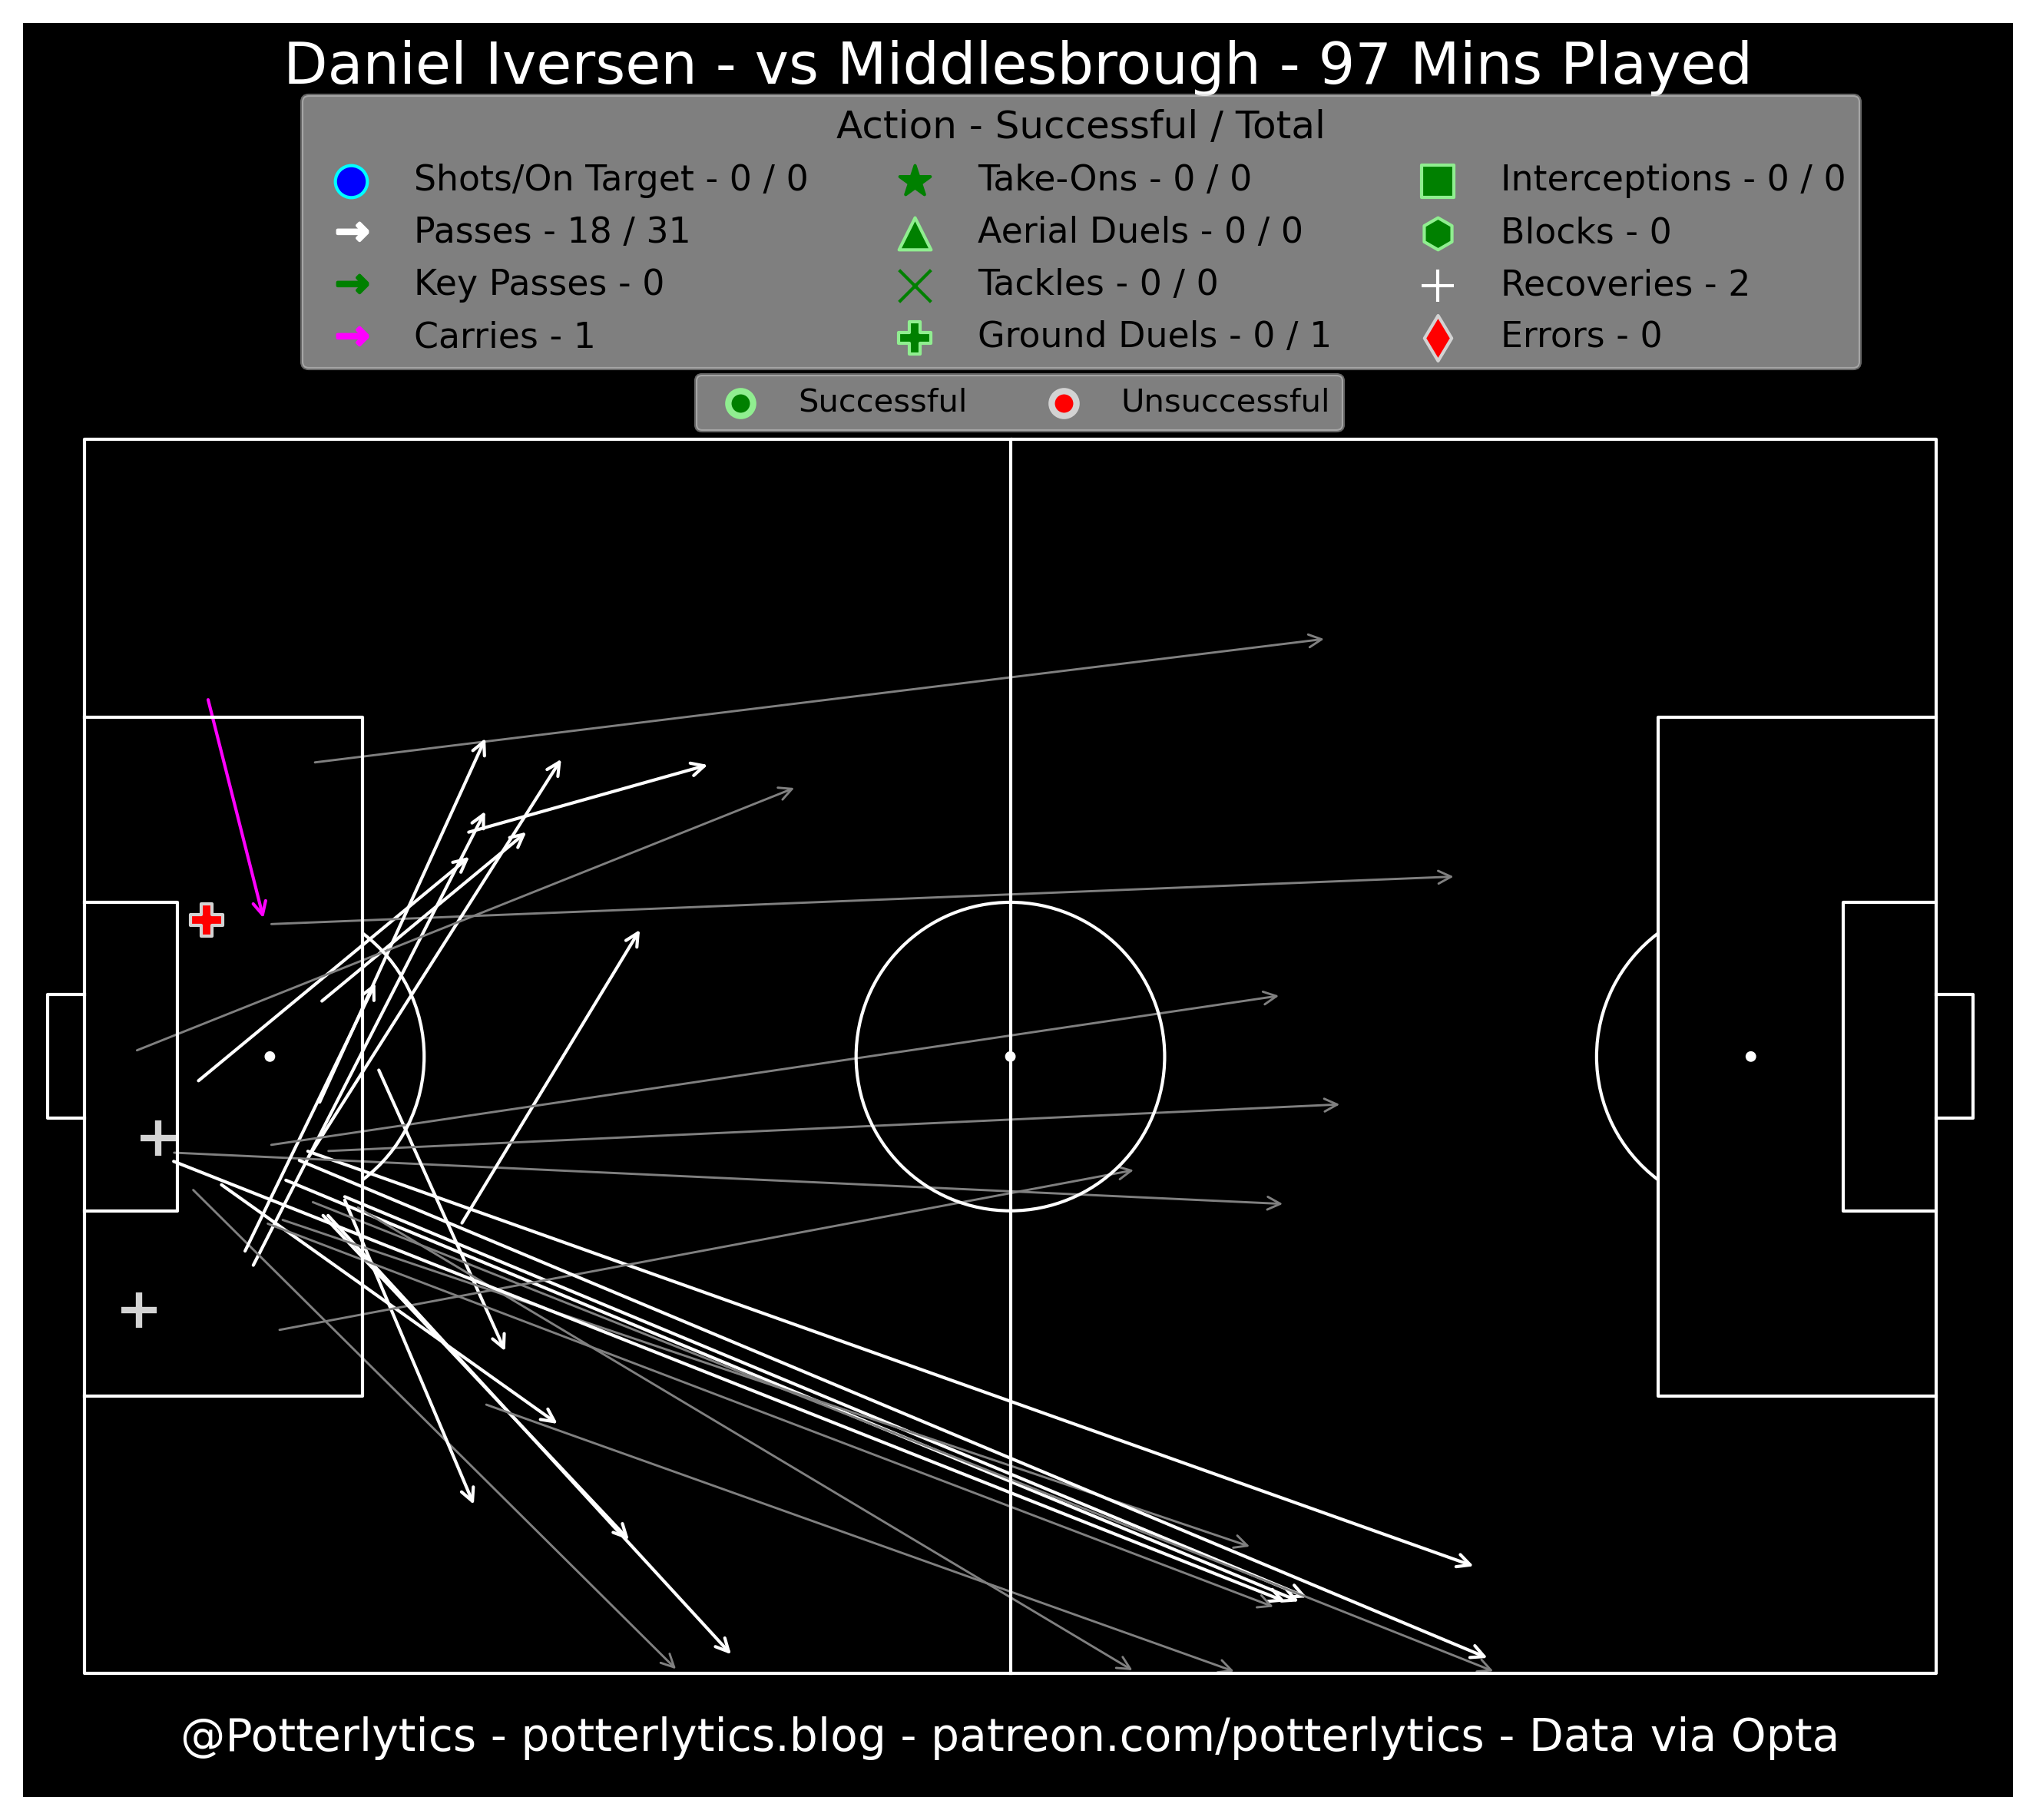 Daniel Iversen - vs Middlesbrough - 97 Mins Played
Action - Successful / Total
Shots/On Target - 0 / 0
Passes - 18 / 31
Key Passes - 0
Carries - 1
Take-Ons - 0 / 0
Aerial Duels - 0 / 0
Tackles - 0 / 0
Ground Duels - 0 / 1
Interceptions - 0 / 0
Blocks - 0
Recoveries - 2
Errors - 0
Successful
Unsuccessful
@Potterlytics - potterlytics.blog - patreon.com/potterlytics - Data via Opta